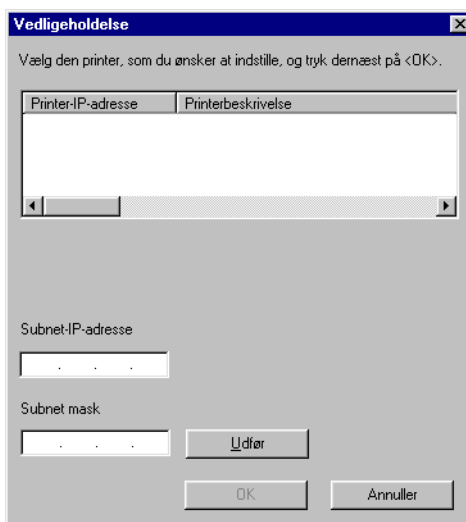 Vedligeholdelse
Vælg den printer, som du ønsker at indstille, og tryk dernæst på <OK>.
Printer-IP-adresse Printerbeskrivelse
Subnet-IP-adresse
. . .
Subnet mask
. . . Udfør
OK Annuller